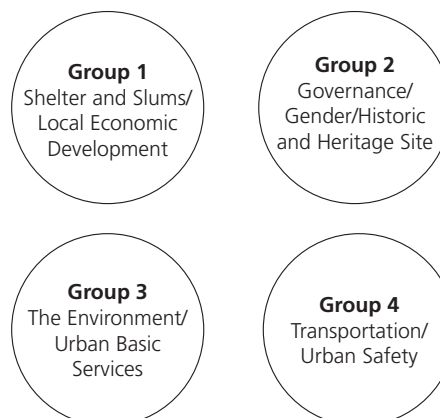 Group 1
Shelter and Slums/
Local Economic
Development
Group 2
Governance/
Gender/Historic
and Heritage Site
Group 3
The Environment/
Urban Basic
Services
Group 4
Transportation/
Urban Safety